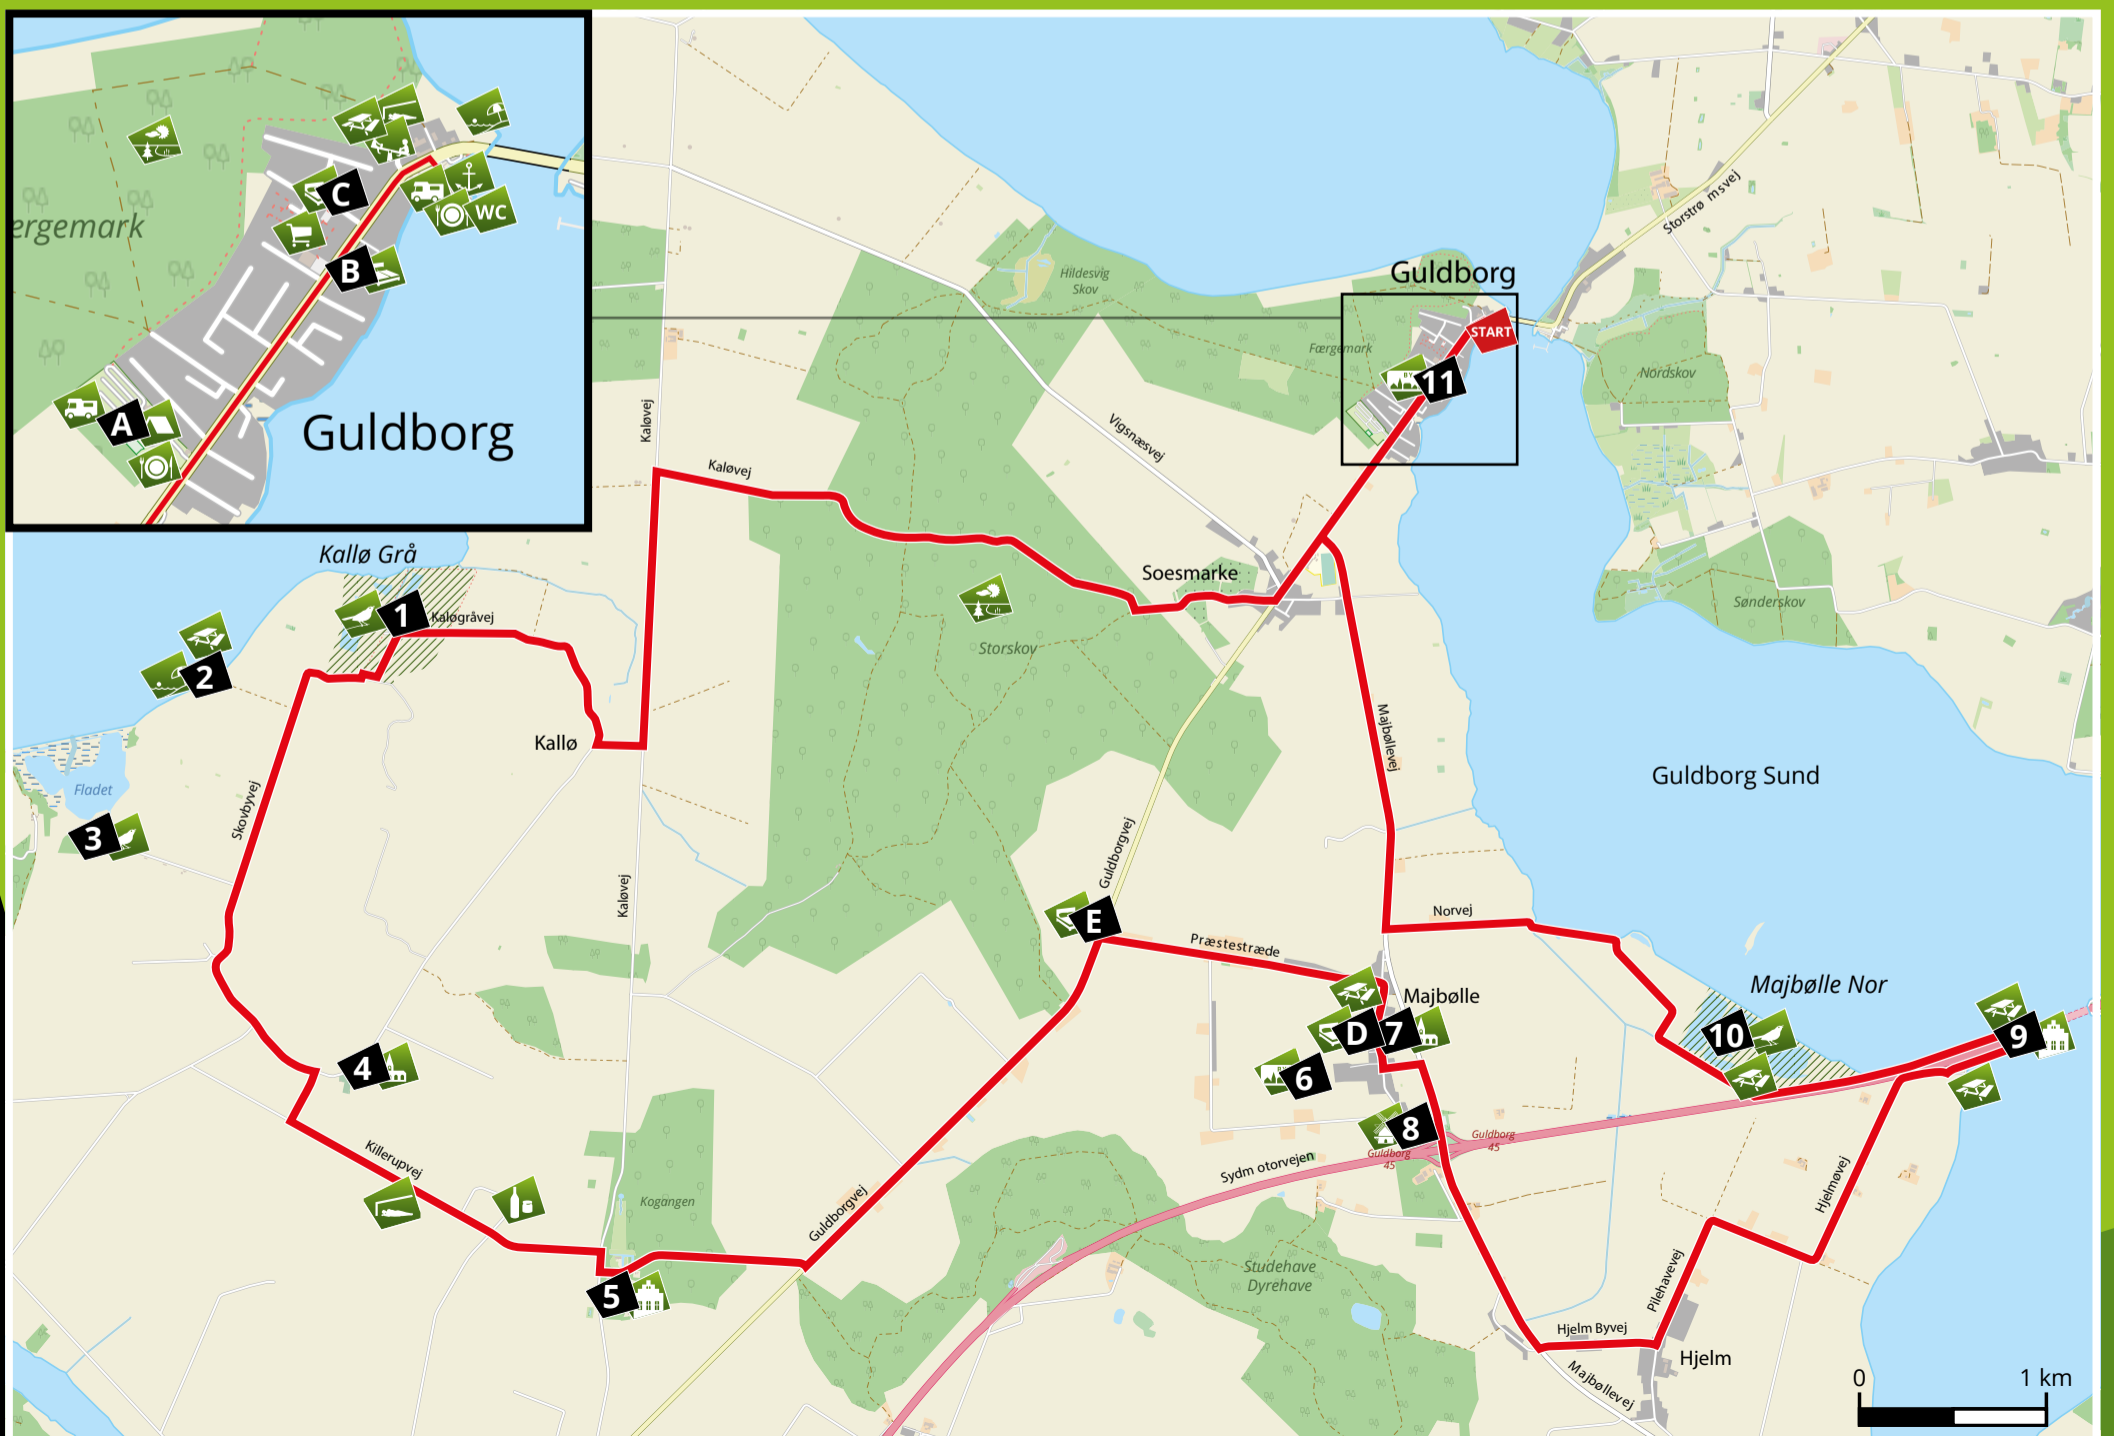 ergemark
C
WC
B
A
Guldborg
Guldborg
START
11
Færgemark
Hildesvig
Skov
Storstrø msvej
Nordskov
Sønderskov
Vigsnæsvej
Kaløvej
Kaløvej
Soesmarke
Storskov
Kallø Grå
1
Kaløgråvej
2
Kallø
Fladet
3
Skovbyvej
Majbøllevej
Guldborg Sund
Guldborgvej
Kaløvej
E
Præstestræde
Norvej
Majbølle
Majbølle Nor
D
7
10
9
6
8
4
Guldborg
45
Guldborg
45
Sydm otorvejen
Killerupvej
Kogangen
5
Guldborgvej
Studehave
Dyrehave
Hjelmøvej
Pilehavevej
Hjelm Byvej
Hjelm
Majbøllevej
0 1 km